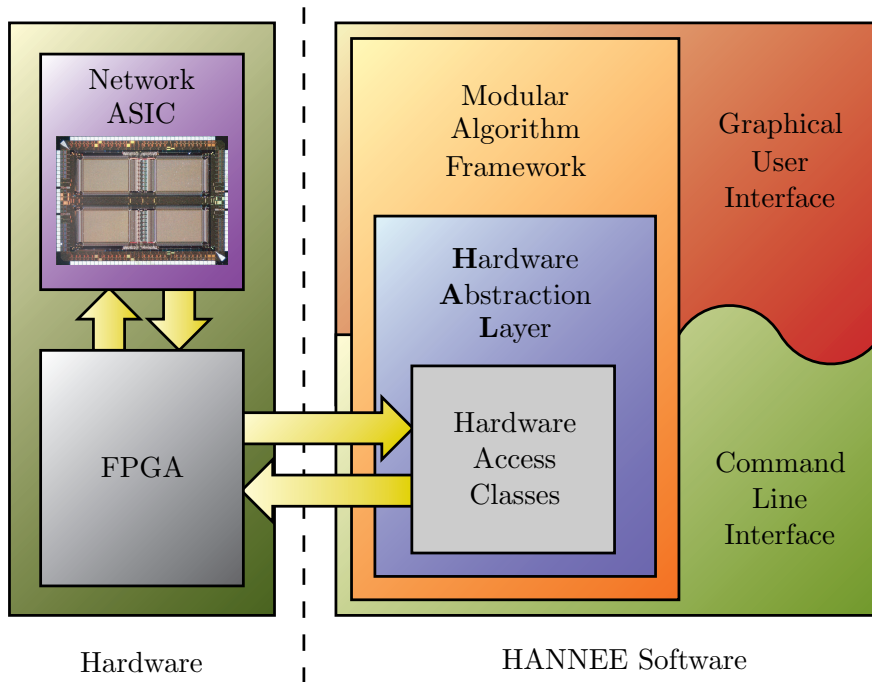 Network
ASIC
FPGA
Hardware
Modular
Algorithm
Framework
Hardware
Abstraction
Layer
Hardware
Access
Classes
Graphical
User
Interface
Command
Line
Interface
HANNEE Software